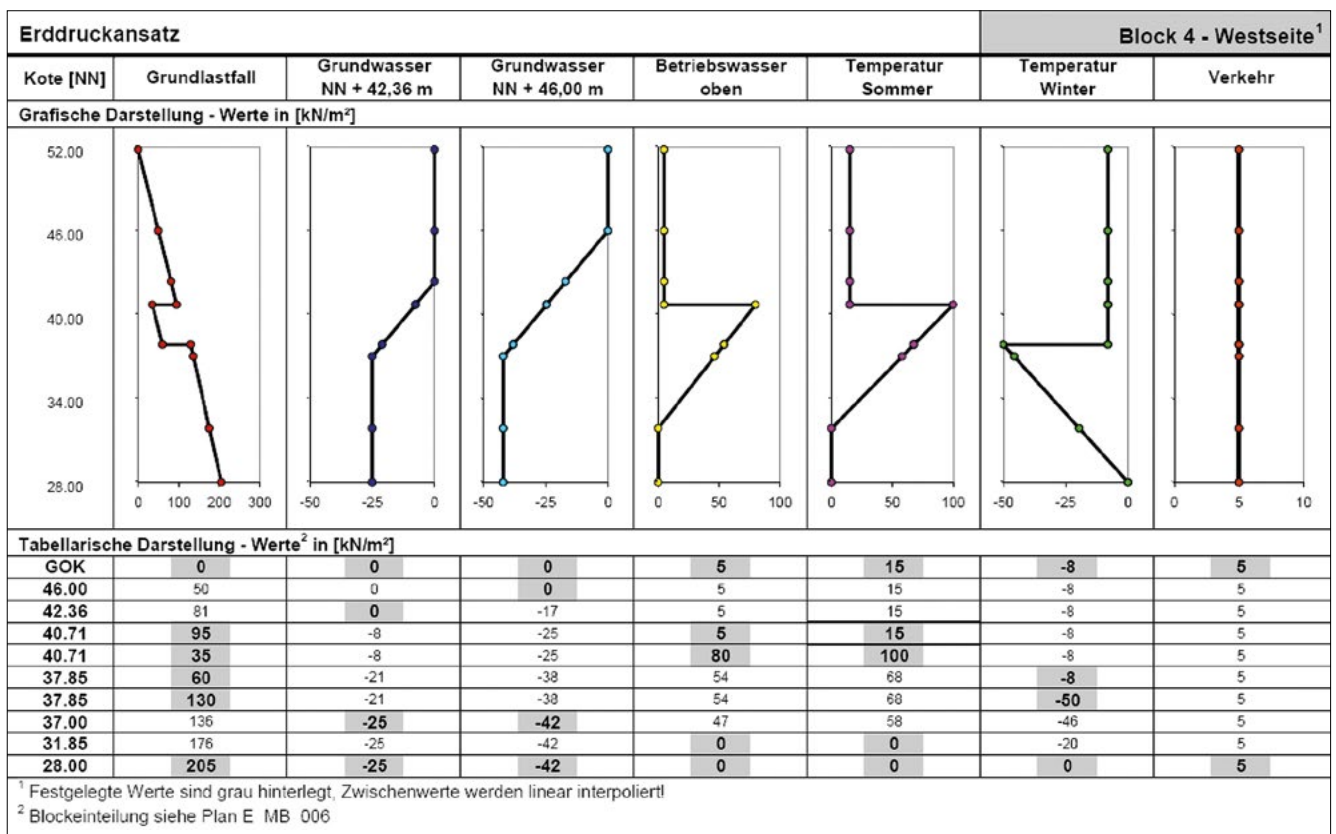 Erddruckansatz Block 4 - Westseite¹
Kote [NN] Grundlastfall Grundwasser NN + 42,36 m Grundwasser NN + 46,00 m Betriebswasser oben Temperatur Sommer Temperatur Winter Verkehr
Grafische Darstellung - Werte in [kN/m²]
52.00
46.00
40.00
34.00
28.00
0 100 200 300 -50 -25 0 -50 -25 0 0 50 100 0 50 100 -50 -25 0 0 5 10
Tabellarische Darstellung - Werte² in [kN/m²]
GOK 0 0 0 5 15 -8 5
46.00 50 0 0 5 15 -8 5
42.36 81 0 -17 5 15 -8 5
40.71 95 -8 -25 5 15 -8 5
40.71 35 -8 -25 80 100 -8 5
37.85 60 -21 -38 54 68 -8 5
37.85 130 -21 -38 54 68 -50 5
37.00 136 -25 -42 47 58 -46 5
31.85 176 -25 -42 0 0 -20 5
28.00 205 -25 -42 0 0 0 5
¹ Festgelegte Werte sind grau hinterlegt, Zwischenwerte werden linear interpoliert!
² Blockeinteilung siehe Plan E_MB_006